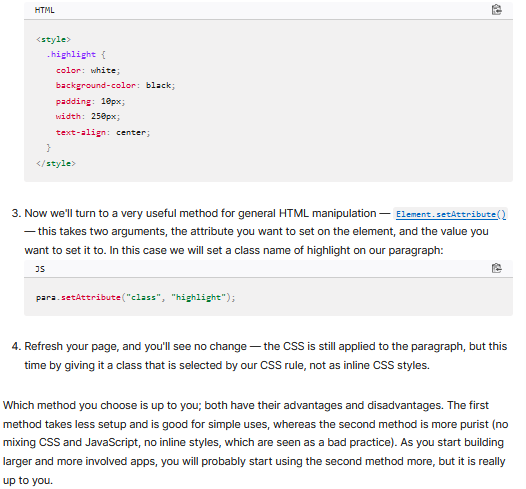 HTML
<style>
.highlight {
color: white;
background-color: black;
padding: 10px;
width: 250px;
text-align: center;
}
</style>
3. Now we'll turn to a very useful method for general HTML manipulation — Element.setAttribute()
— this takes two arguments, the attribute you want to set on the element, and the value you
want to set it to. In this case we will set a class name of highlight on our paragraph:
JS
para.setAttribute("class", "highlight");
4. Refresh your page, and you'll see no change — the CSS is still applied to the paragraph, but this
time by giving it a class that is selected by our CSS rule, not as inline CSS styles.
Which method you choose is up to you; both have their advantages and disadvantages. The first
method takes less setup and is good for simple uses, whereas the second method is more purist (no
mixing CSS and JavaScript, no inline styles, which are seen as a bad practice). As you start building
larger and more involved apps, you will probably start using the second method more, but it is really
up to you.